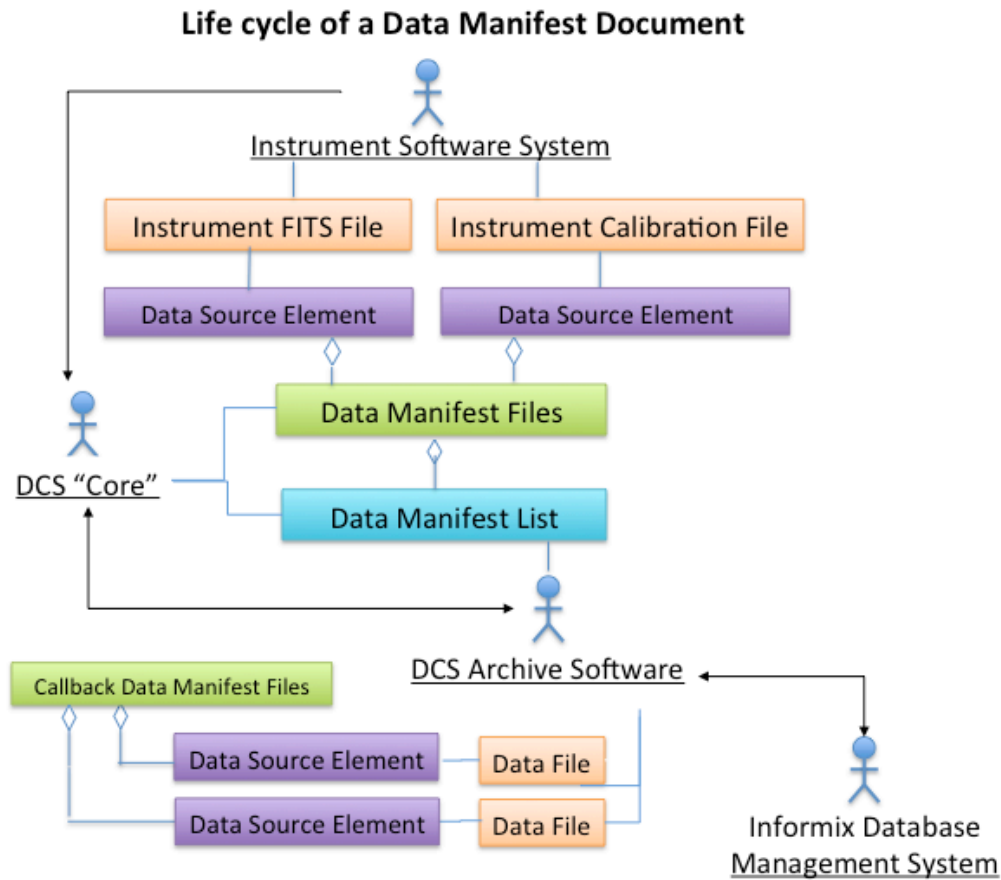 Life cycle of a Data Manifest Document
Instrument Software System
Instrument FITS File
Instrument Calibration File
Data Source Element
Data Source Element
Data Manifest Files
DCS “Core”
Data Manifest List
DCS Archive Software
Callback Data Manifest Files
Data Source Element
Data File
Data Source Element
Data File
Informix Database
Management System